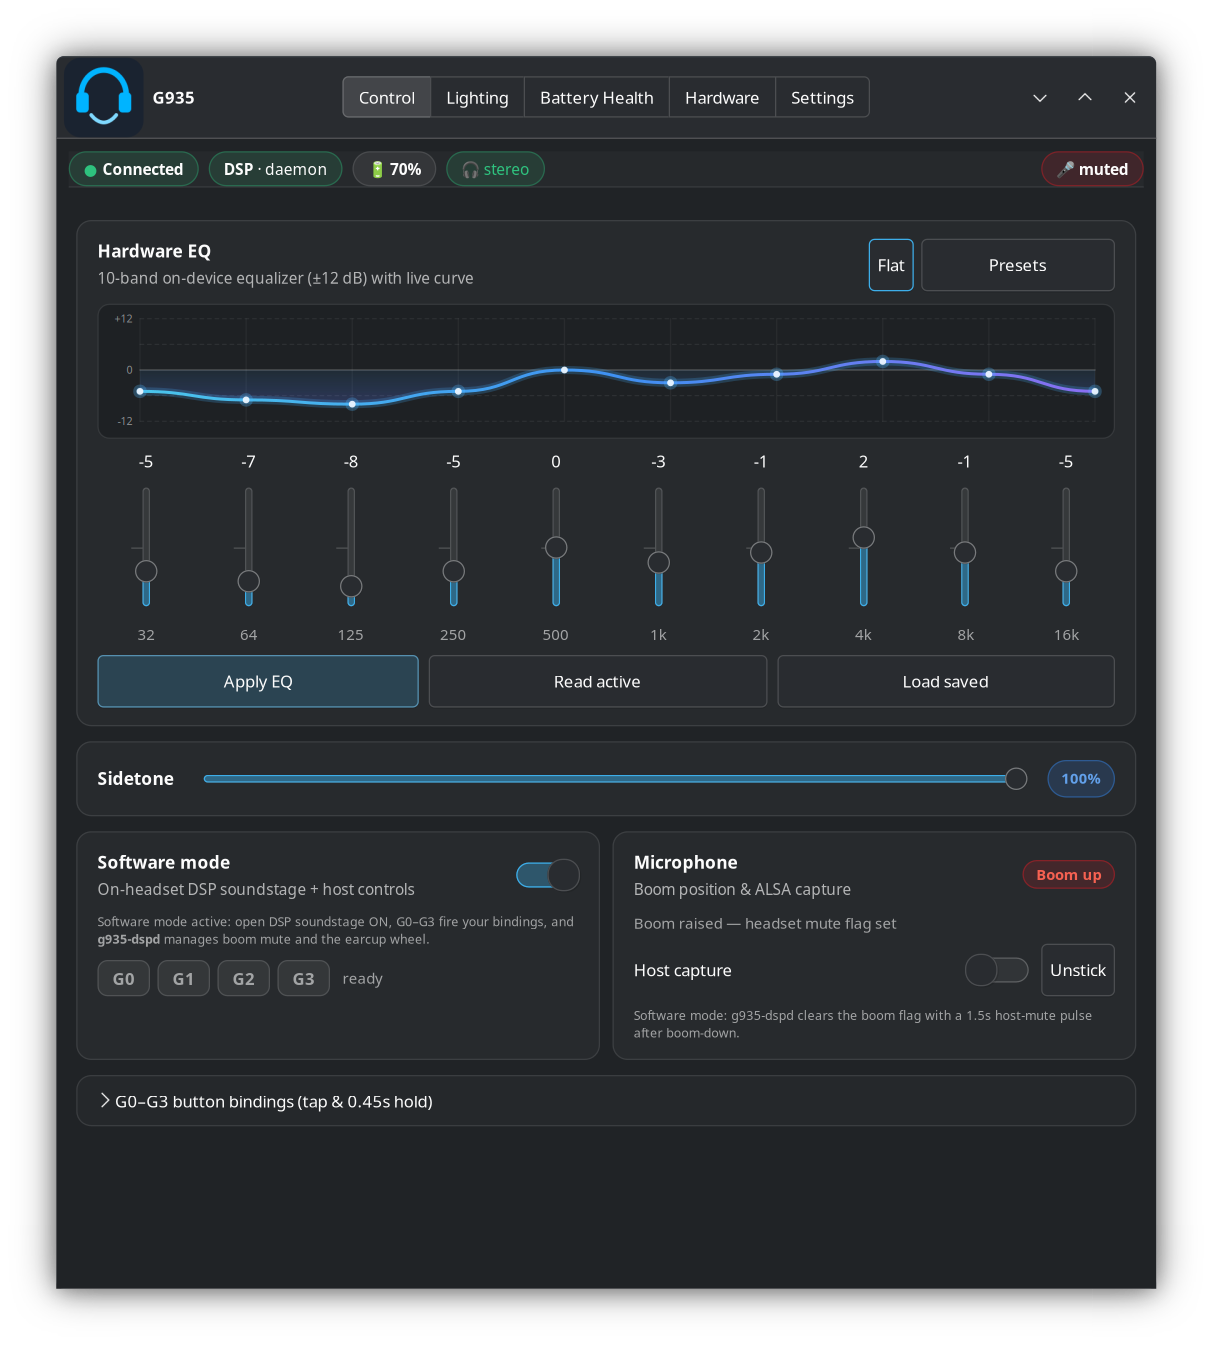 G935
Control
Lighting
Battery Health
Hardware
Settings
Connected
DSP · daemon
70%
stereo
muted
Hardware EQ
10-band on-device equalizer (±12 dB) with live curve
Flat
Presets
+12
0
-12
-5 -7 -8 -5 0 -3 -1 2 -1 -5
32 64 125 250 500 1k 2k 4k 8k 16k
Apply EQ
Read active
Load saved
Sidetone
100%
Software mode
On-headset DSP soundstage + host controls
Software mode active: open DSP soundstage ON, G0–G3 fire your bindings, and
g935-dspd manages boom mute and the earcup wheel.
G0 G1 G2 G3 ready
Microphone
Boom position & ALSA capture
Boom up
Boom raised — headset mute flag set
Host capture
Unstick
Software mode: g935-dspd clears the boom flag with a 1.5s host-mute pulse
after boom-down.
G0–G3 button bindings (tap & 0.45s hold)